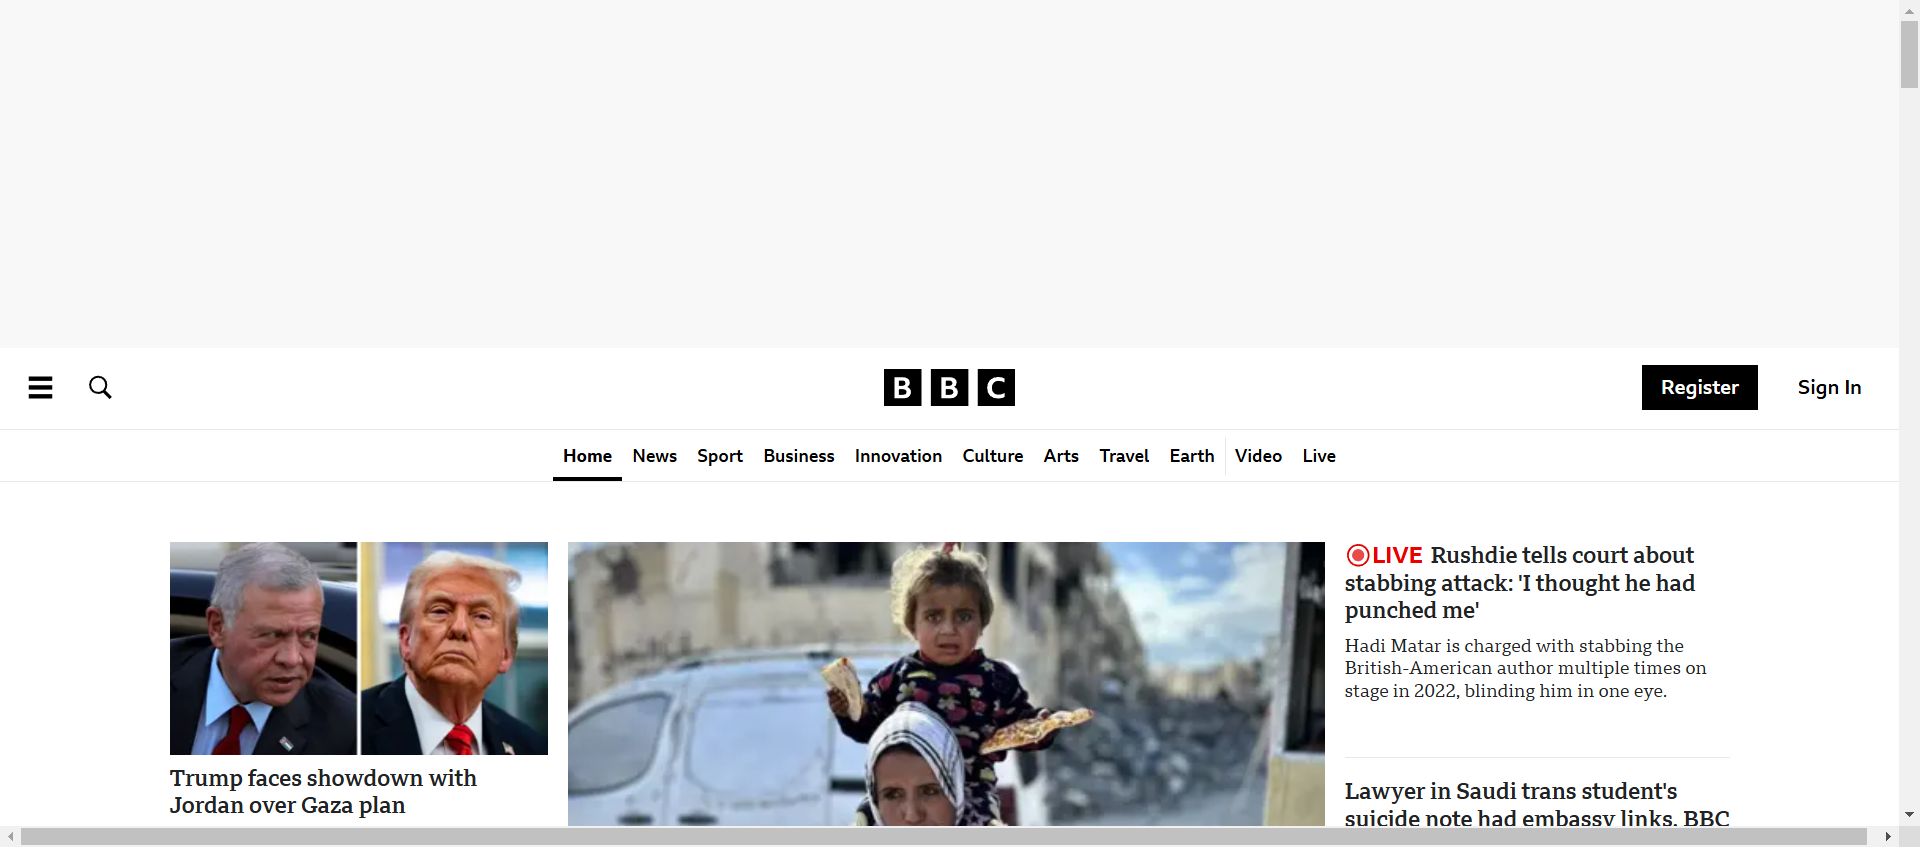 BBC
Register
Sign In
Home News Sport Business Innovation Culture Arts Travel Earth Video Live
LIVE Rushdie tells court about
stabbing attack: 'I thought he had
punched me'
Hadi Matar is charged with stabbing the
British-American author multiple times on
stage in 2022, blinding him in one eye.
Trump faces showdown with
Jordan over Gaza plan
Lawyer in Saudi trans student's
suicide note had embassy links, BBC